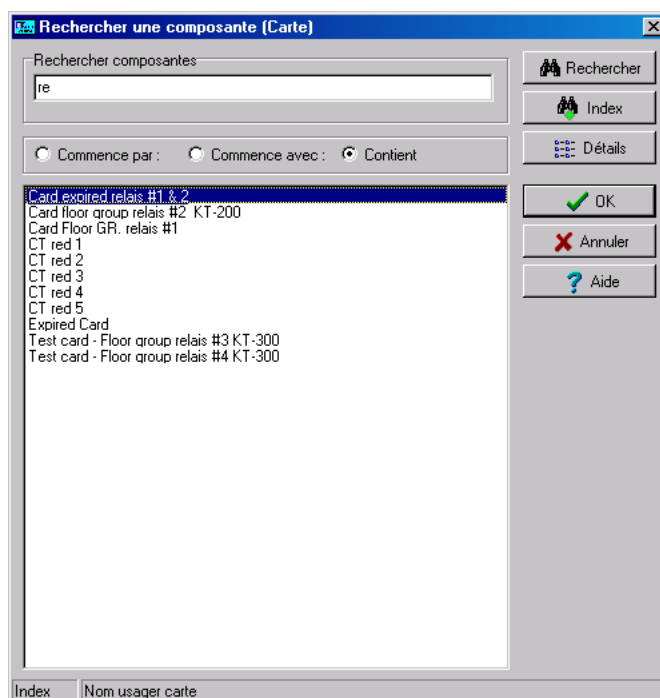 Rechercher une composante (Carte)
Rechercher composantes
re
Rechercher
Index
Détails
Commence par :
Commence avec :
Contient
Card expired relais #1 & 2
Card floor group relais #2 KT-200
Card Floor GR. relais #1
CT red 1
CT red 2
CT red 3
CT red 4
CT red 5
Expired Card
Test card - Floor group relais #3 KT-300
Test card - Floor group relais #4 KT-300
OK
Annuler
Aide
Index
Nom usager carte